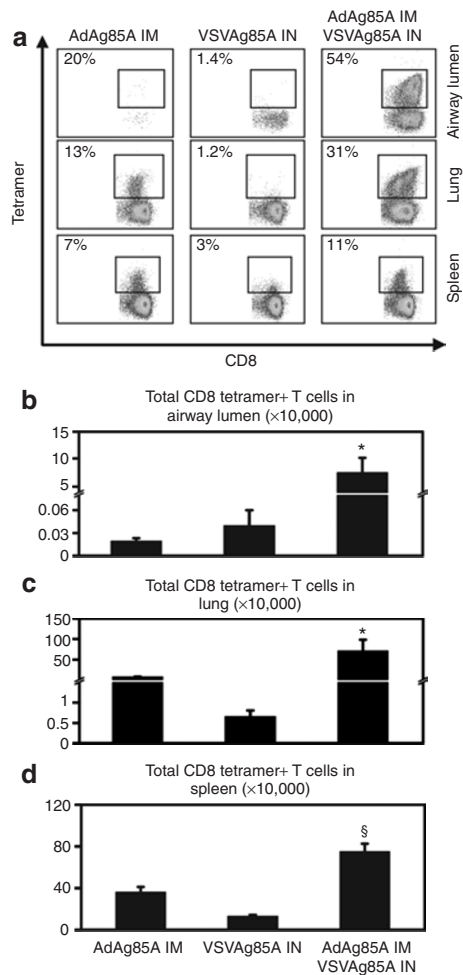 a
AdAg85A IM
VSVAg85A IN
AdAg85A IM
VSVAg85A IN
20%
1.4%
54%
Airway lumen
13%
1.2%
31%
Lung
7%
3%
11%
Spleen
Tetramer
CD8
b
Total CD8 tetramer+ T cells in
airway lumen (×10,000)
15
10
5
0.06
0.03
0
*
c
Total CD8 tetramer+ T cells in
lung (×10,000)
150
100
50
1
0.5
0
*
d
Total CD8 tetramer+ T cells in
spleen (×10,000)
120
80
40
0
§
AdAg85A IM
VSVAg85A IN
AdAg85A IM
VSVAg85A IN